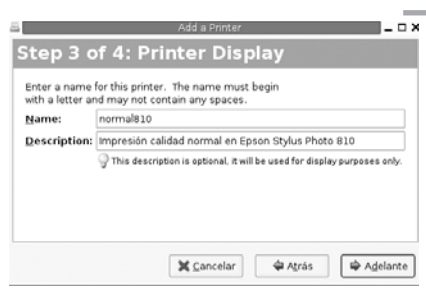 Add a Printer
Step 3 of 4: Printer Display
Enter a name for this printer. The name must begin
with a letter and may not contain any spaces.
Name: normal810
Description: Impresión calidad normal en Epson Stylus Photo 810
This description is optional, it will be used for display purposes only.
Cancelar Atrás Adelante